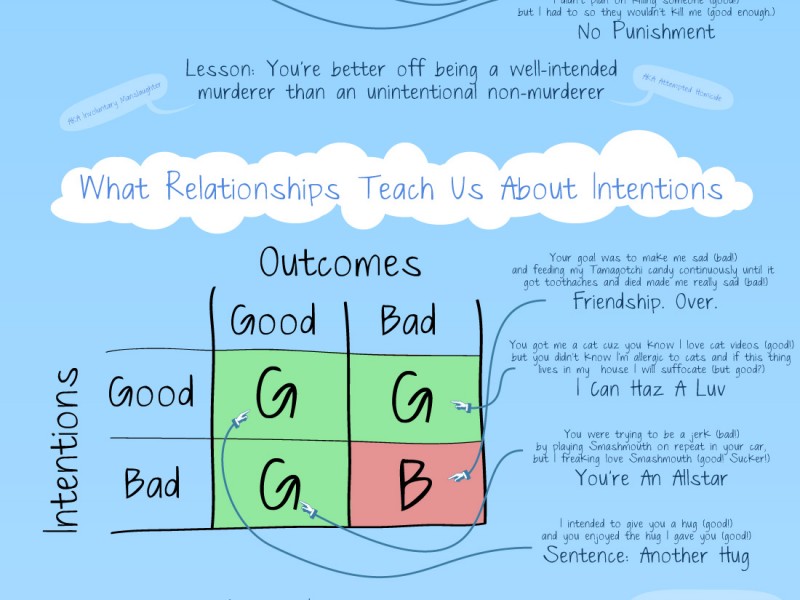 but I had to so they wouldn't kill me (good enough.)
No Punishment
Lesson: You're better off being a well-intended
murderer than an unintentional non-murderer
AKA Involuntary Manslaughter
AKA Attempted Homicide
What Relationships Teach Us About Intentions
Outcomes
Good Bad
Intentions
Good G G
Bad G B
Your goal was to make me sad (bad!)
and feeding my Tamagotchi candy continuously until it
got toothaches and died made me really sad (bad!)
Friendship. Over.
You got me a cat cuz you know I love cat videos (good!)
but you didn't know I'm allergic to cats and if this thing
lives in my house I will suffocate (but good?)
I Can Haz A Luv
You were trying to be a jerk (bad!)
by playing Smashmouth on repeat in your car,
but I freaking love Smashmouth (good! Sucker!)
You're An Allstar
I intended to give you a hug (good!)
and you enjoyed the hug I gave you (good!)
Sentence: Another Hug